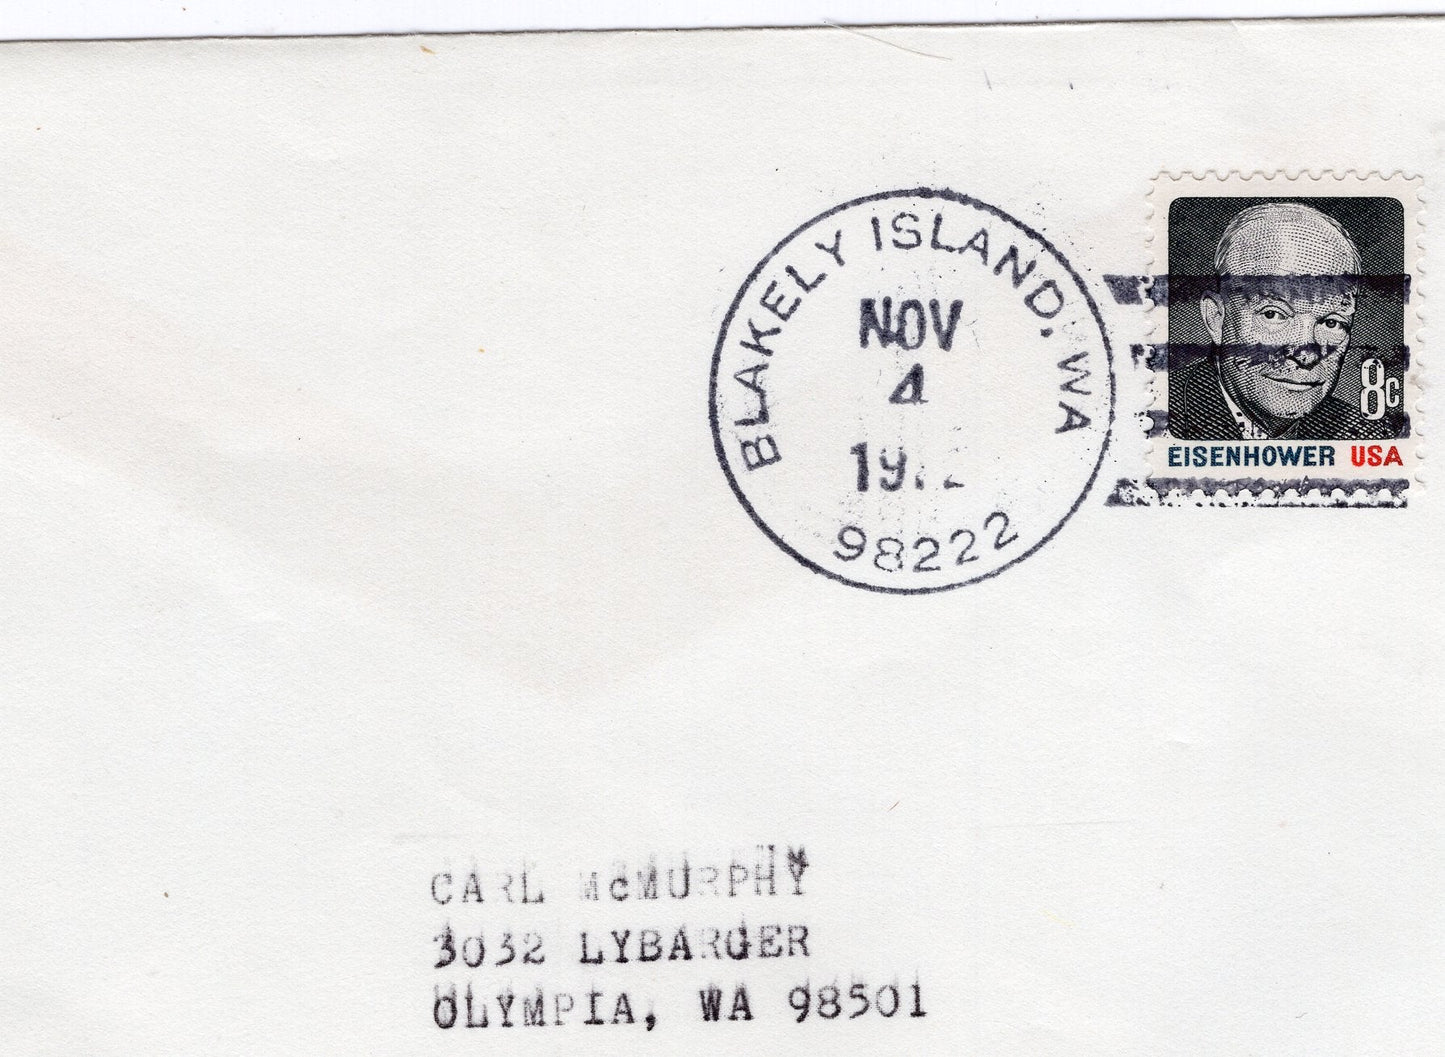 BLAKELY ISLAND, WA
NOV
4
98222
8c
EISENHOWER USA
CARL McMURPHY
3032 LYBARGER
OLYMPIA, WA 98501